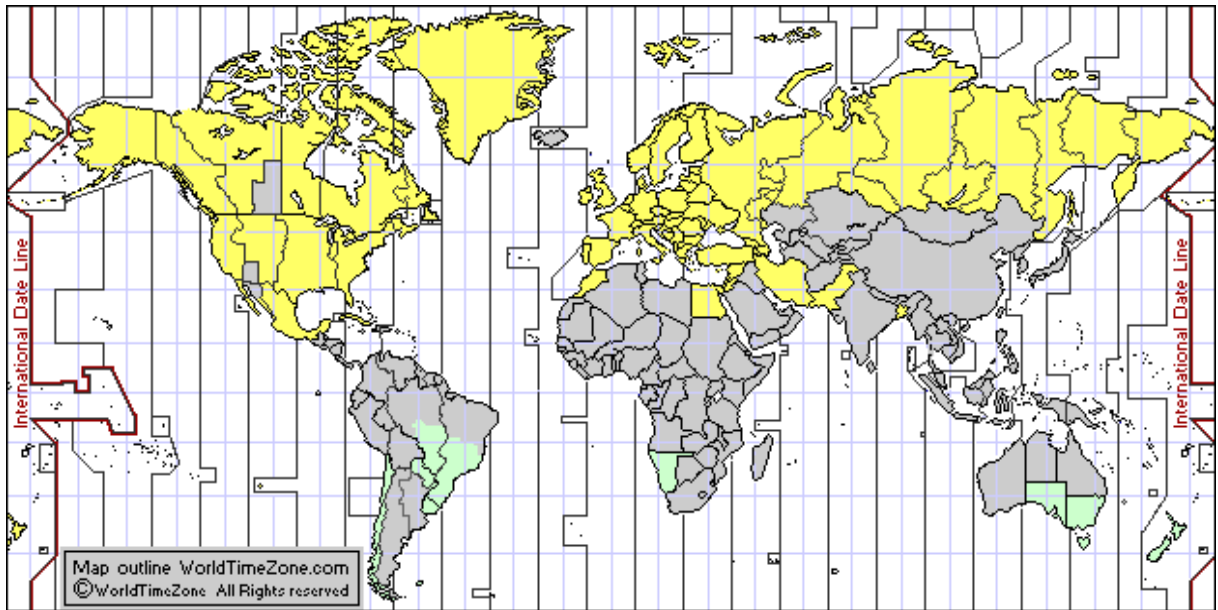 International Date Line
International Date Line
Map outline WorldTimeZone.com
©WorldTimeZone All Rights reserved